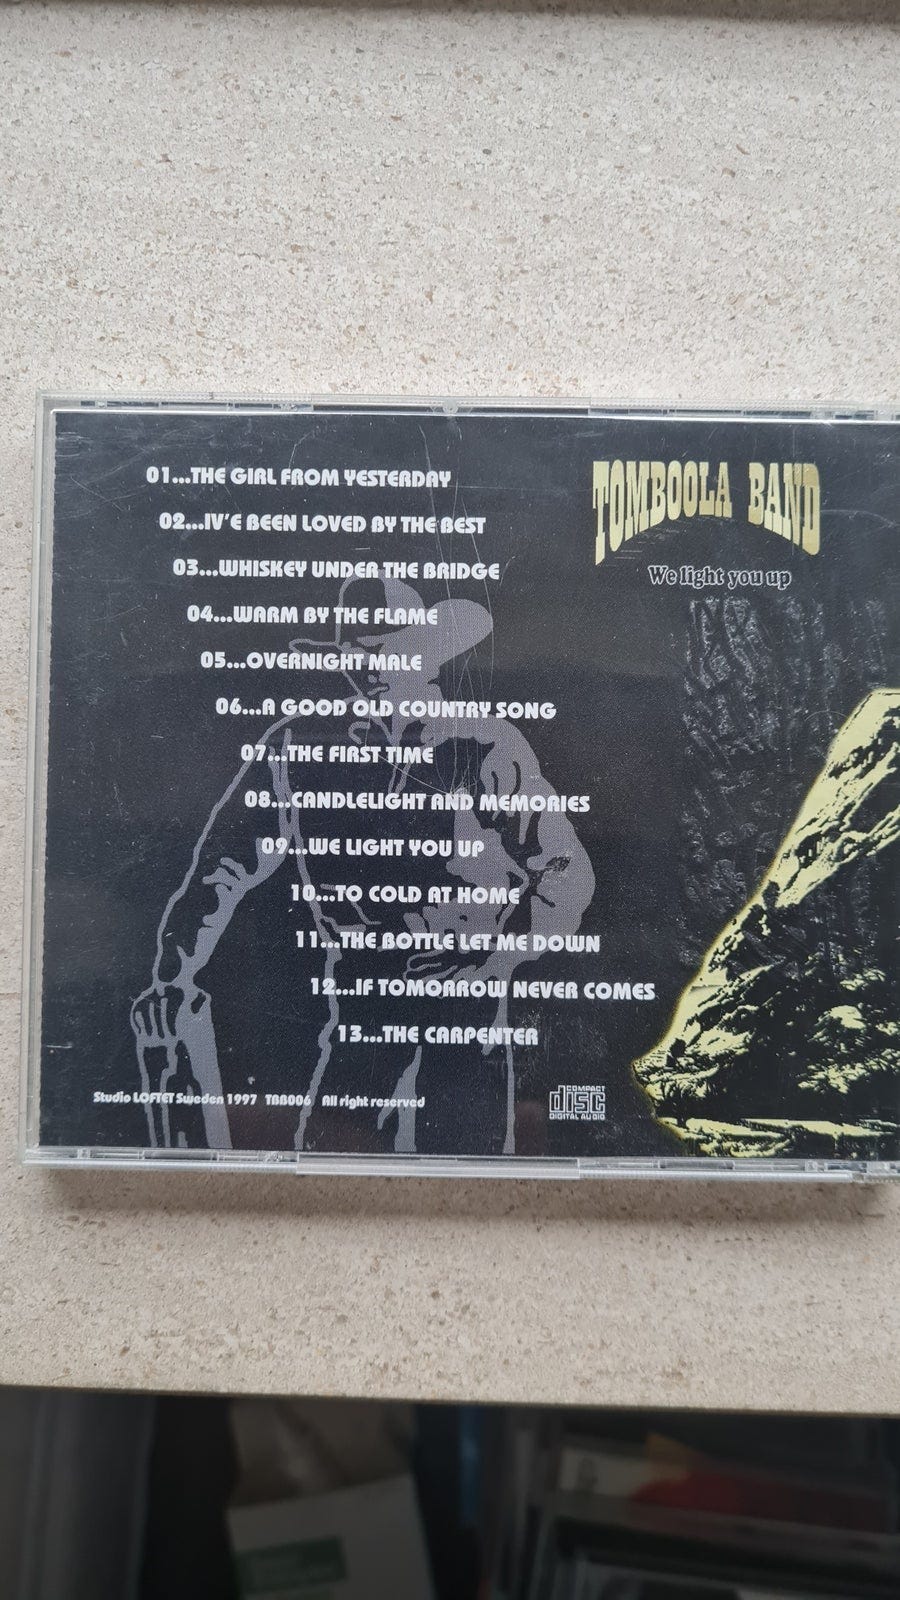 01...THE GIRL FROM YESTERDAY
02...IV'E BEEN LOVED BY THE BEST
03...WHISKEY UNDER THE BRIDGE
04...WARM BY THE FLAME
05...OVERNIGHT MALE
06...A GOOD OLD COUNTRY SONG
07...THE FIRST TIME
08...CANDLELIGHT AND MEMORIES
09...WE LIGHT YOU UP
10...TO COLD AT HOME
11...THE BOTTLE LET ME DOWN
12...IF TOMORROW NEVER COMES
13...THE CARPENTER
Studio LOFTET Sweden 1997 TBB006 All right reserved
TOMBOOLA BAND
We light you up
COMPACT
disc
DIGITAL AUDIO